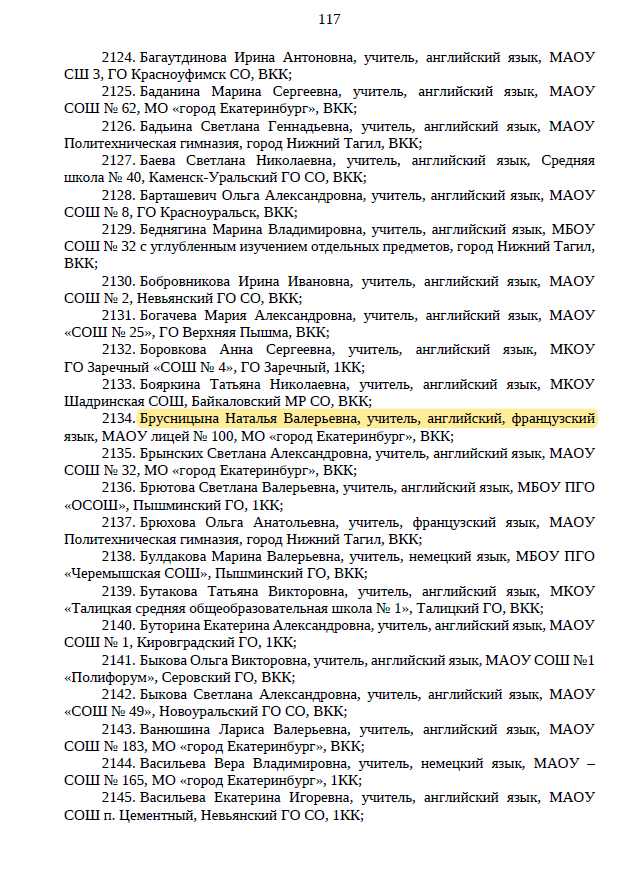 117
2124. Багаутдинова Ирина Антоновна, учитель, английский язык, МАОУ
СШ 3, ГО Красноуфимск СО, ВКК;
2125. Баданина Марина Сергеевна, учитель, английский язык, МАОУ
СОШ № 62, МО «город Екатеринбург», ВКК;
2126. Бадьина Светлана Геннадьевна, учитель, английский язык, МАОУ
Политехническая гимназия, город Нижний Тагил, ВКК;
2127. Баева Светлана Николаевна, учитель, английский язык, Средняя
школа № 40, Каменск-Уральский ГО СО, ВКК;
2128. Барташевич Ольга Александровна, учитель, английский язык, МАОУ
СОШ № 8, ГО Красноуральск, ВКК;
2129. Беднягина Марина Владимировна, учитель, английский язык, МБОУ
СОШ № 32 с углубленным изучением отдельных предметов, город Нижний Тагил,
ВКК;
2130. Бобровникова Ирина Ивановна, учитель, английский язык, МАОУ
СОШ № 2, Невьянский ГО СО, ВКК;
2131. Богачева Мария Александровна, учитель, английский язык, МАОУ
«СОШ № 25», ГО Верхняя Пышма, ВКК;
2132. Боровкова Анна Сергеевна, учитель, английский язык, МКОУ
ГО Заречный «СОШ № 4», ГО Заречный, 1КК;
2133. Бояркина Татьяна Николаевна, учитель, английский язык, МКОУ
Шадринская СОШ, Байкаловский МР СО, ВКК;
2134. Брусницына Наталья Валерьевна, учитель, английский, французский
язык, МАОУ лицей № 100, МО «город Екатеринбург», ВКК;
2135. Брынских Светлана Александровна, учитель, английский язык, МАОУ
СОШ № 32, МО «город Екатеринбург», ВКК;
2136. Брютова Светлана Валерьевна, учитель, английский язык, МБОУ ПГО
«ОСОШ», Пышминский ГО, 1КК;
2137. Брюхова Ольга Анатольевна, учитель, французский язык, МАОУ
Политехническая гимназия, город Нижний Тагил, ВКК;
2138. Булдакова Марина Валерьевна, учитель, немецкий язык, МБОУ ПГО
«Черемышская СОШ», Пышминский ГО, ВКК;
2139. Бутакова Татьяна Викторовна, учитель, английский язык, МКОУ
«Талицкая средняя общеобразовательная школа № 1», Талицкий ГО, ВКК;
2140. Буторина Екатерина Александровна, учитель, английский язык, МАОУ
СОШ № 1, Кировградский ГО, 1КК;
2141. Быкова Ольга Викторовна, учитель, английский язык, МАОУ СОШ №1
«Полифорум», Серовский ГО, ВКК;
2142. Быкова Светлана Александровна, учитель, английский язык, МАОУ
«СОШ № 49», Новоуральский ГО СО, ВКК;
2143. Ванюшина Лариса Валерьевна, учитель, английский язык, МАОУ
СОШ № 183, МО «город Екатеринбург», ВКК;
2144. Васильева Вера Владимировна, учитель, немецкий язык, МАОУ –
СОШ № 165, МО «город Екатеринбург», 1КК;
2145. Васильева Екатерина Игоревна, учитель, английский язык, МАОУ
СОШ п. Цементный, Невьянский ГО СО, 1КК;